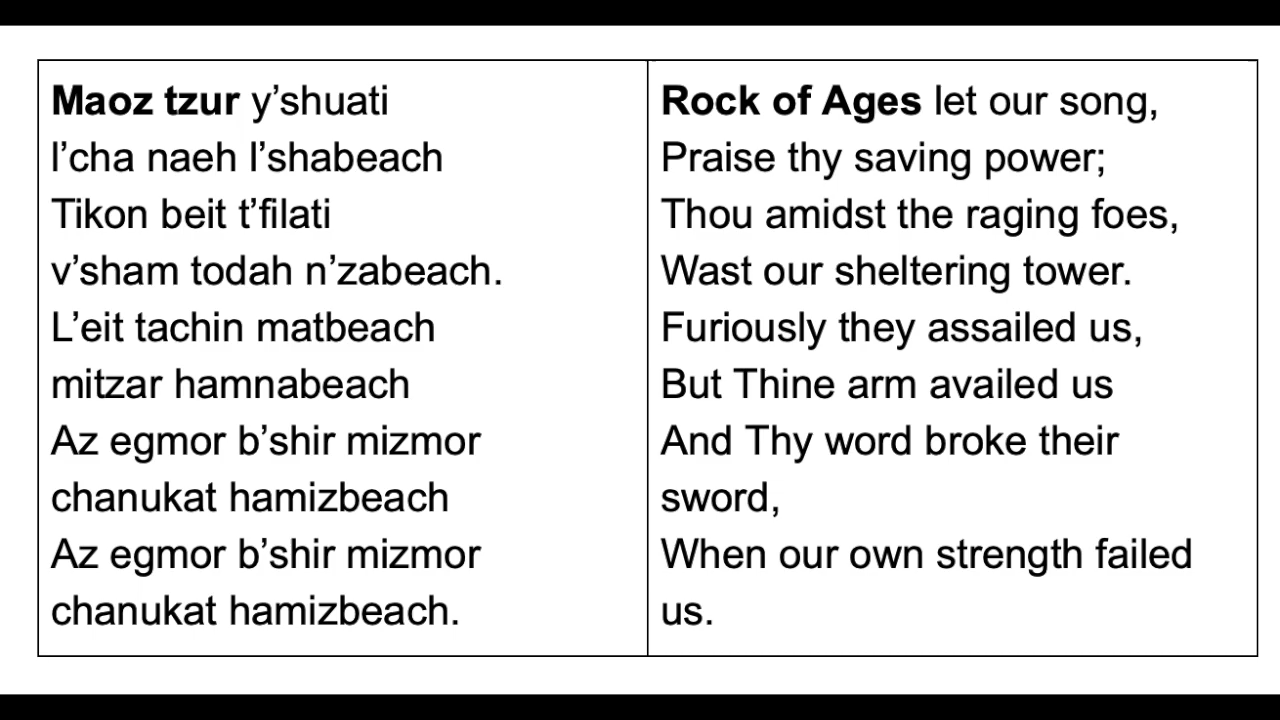 Maoz tzur y’shuati
l’cha naeh l’shabeach
Tikon beit t’filati
v’sham todah n’zabeach.
L’eit tachin matbeach
mitzar hamnabeach
Az egmor b’shir mizmor
chanukat hamizbeach
Az egmor b’shir mizmor
chanukat hamizbeach.
Rock of Ages let our song,
Praise thy saving power;
Thou amidst the raging foes,
Wast our sheltering tower.
Furiously they assailed us,
But Thine arm availed us
And Thy word broke their
sword,
When our own strength failed
us.